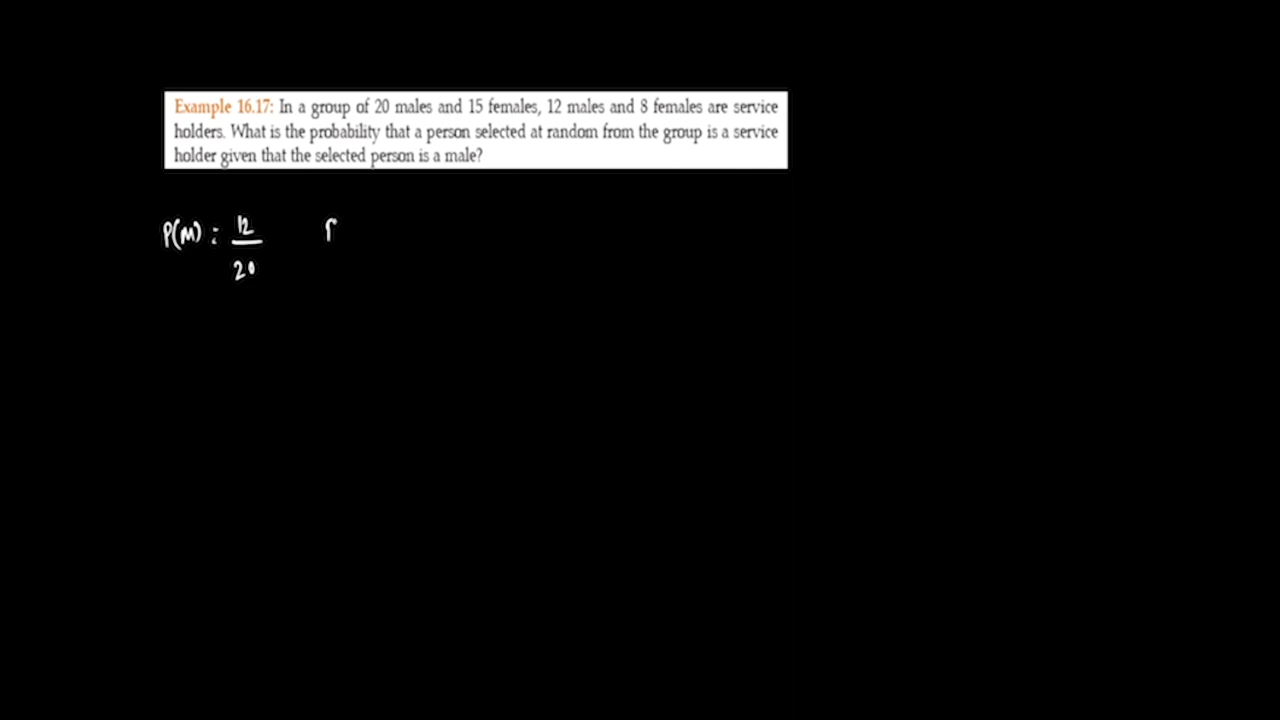 Example 16.17: In a group of 20 males and 15 females, 12 males and 8 females are service
holders. What is the probability that a person selected at random from the group is a service
holder given that the selected person is a male?
P(M) : 12
20